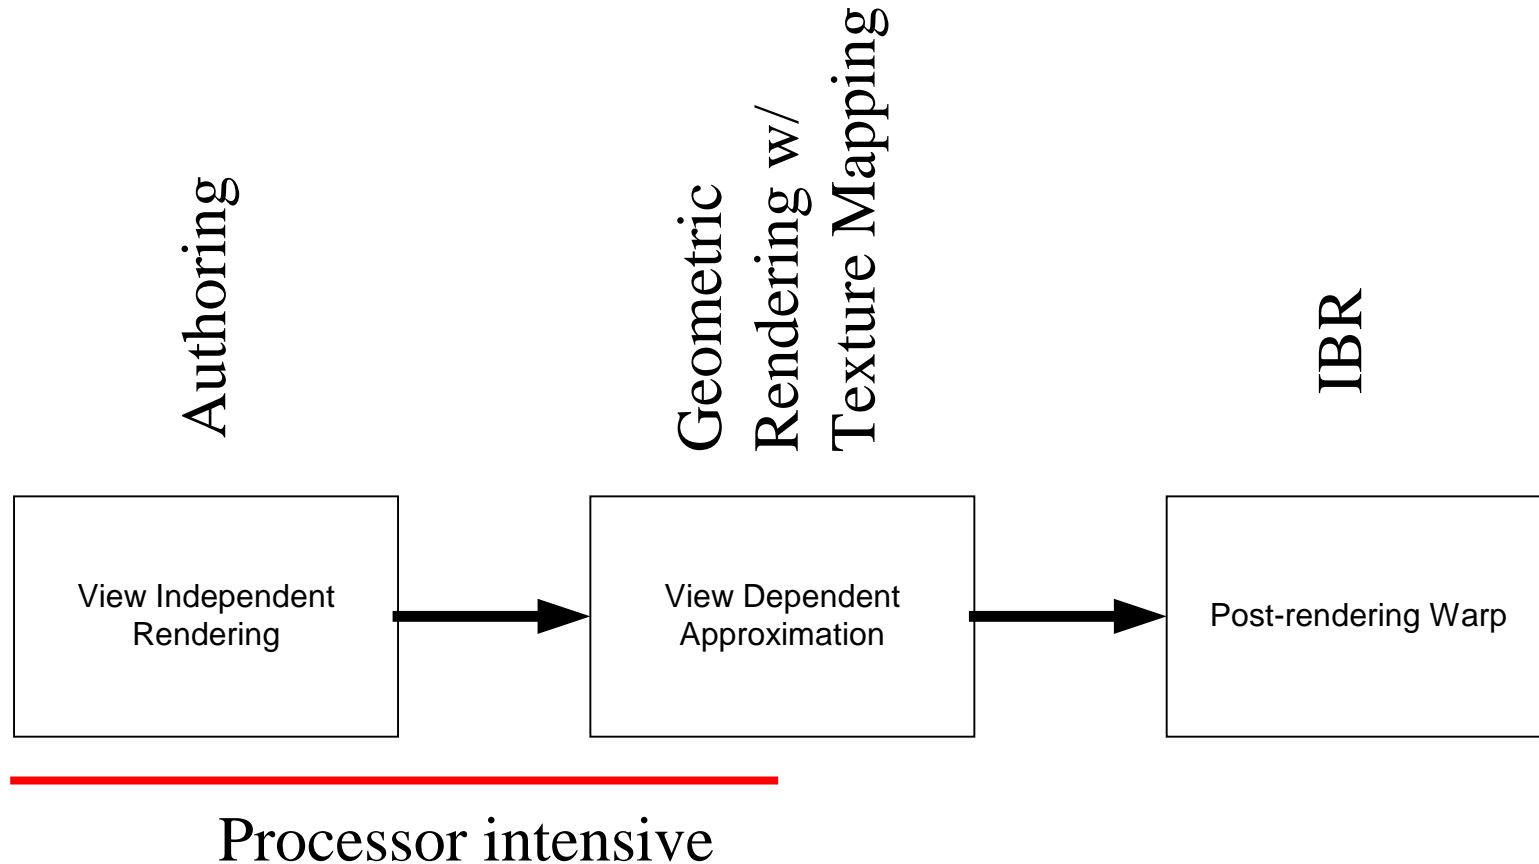 Authoring
Geometric
Rendering w/
Texture Mapping
IBR
View Independent
Rendering
View Dependent
Approximation
Post-rendering Warp
Processor intensive